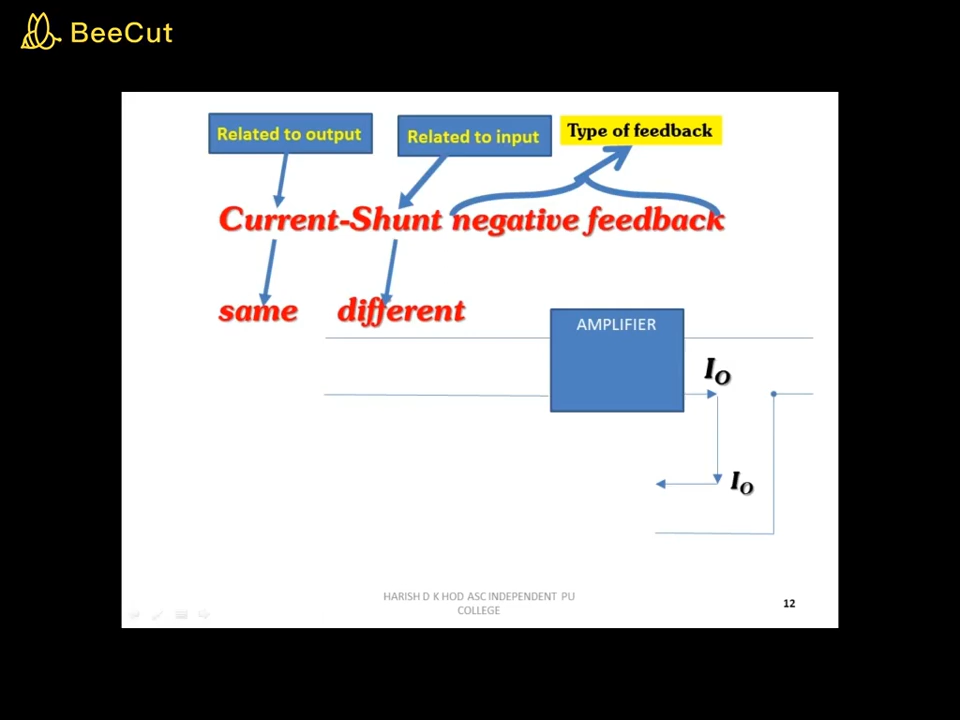 BeeCut
Related to output
Related to input
Type of feedback
Current-Shunt negative feedback
same different
AMPLIFIER
IO
IO
HARISH D K HOD ASC INDEPENDENT PU
COLLEGE
12